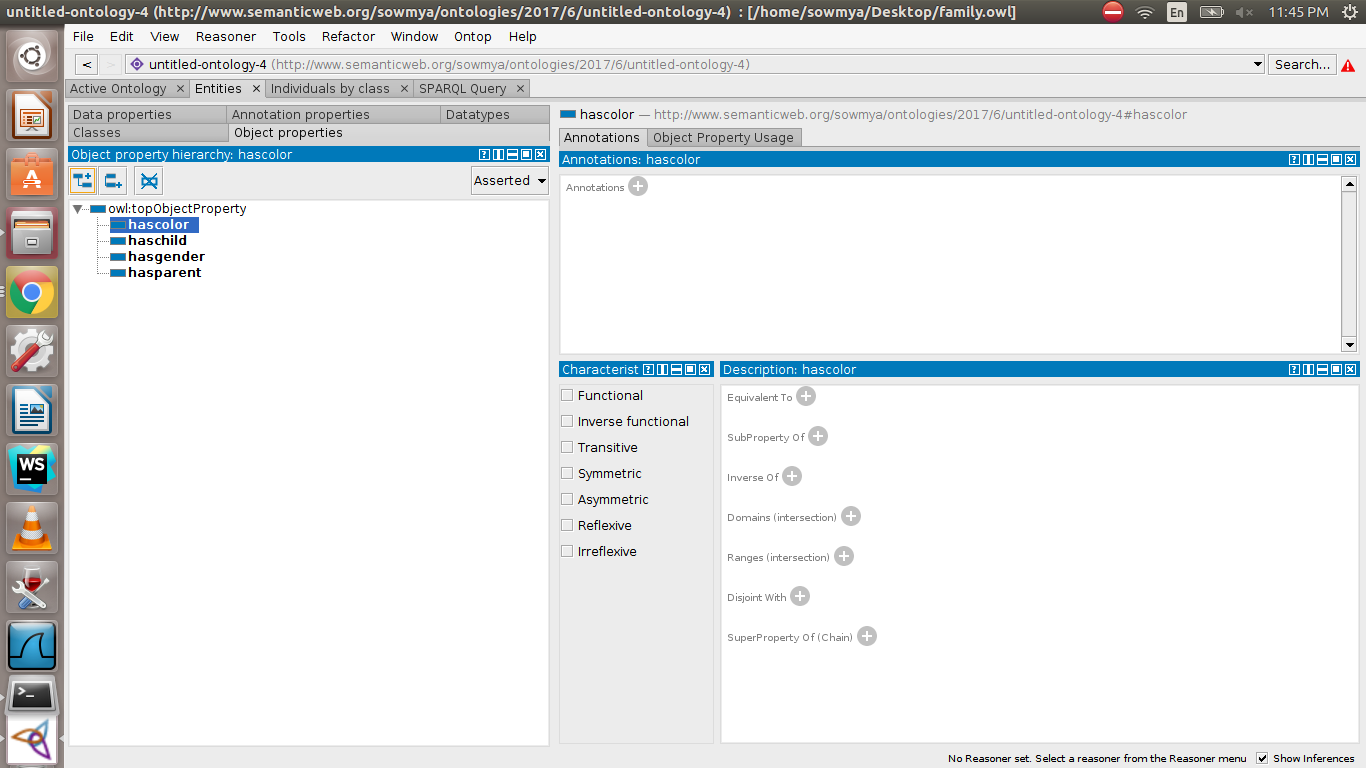 untitled-ontology-4 (http://www.semanticweb.org/sowmya/ontologies/2017/6/untitled-ontology-4) : [/home/sowmya/Desktop/family.owl] En 11:45 PM
File Edit View Reasoner Tools Refactor Window Ontop Help
< > untitled-ontology-4 (http://www.semanticweb.org/sowmya/ontologies/2017/6/untitled-ontology-4) Search...
Active Ontology × Entities × Individuals by class × SPARQL Query ×
Data properties Annotation properties Datatypes
Classes Object properties
Object property hierarchy: hascolor
Asserted
owl:topObjectProperty
hascolor
haschild
hasgender
hasparent
hascolor — http://www.semanticweb.org/sowmya/ontologies/2017/6/untitled-ontology-4#hascolor
Annotations Object Property Usage
Annotations: hascolor
Annotations
Characterist
Functional
Inverse functional
Transitive
Symmetric
Asymmetric
Reflexive
Irreflexive
Description: hascolor
Equivalent To
SubProperty Of
Inverse Of
Domains (intersection)
Ranges (intersection)
Disjoint With
SuperProperty Of (Chain)
No Reasoner set. Select a reasoner from the Reasoner menu Show Inferences
WS